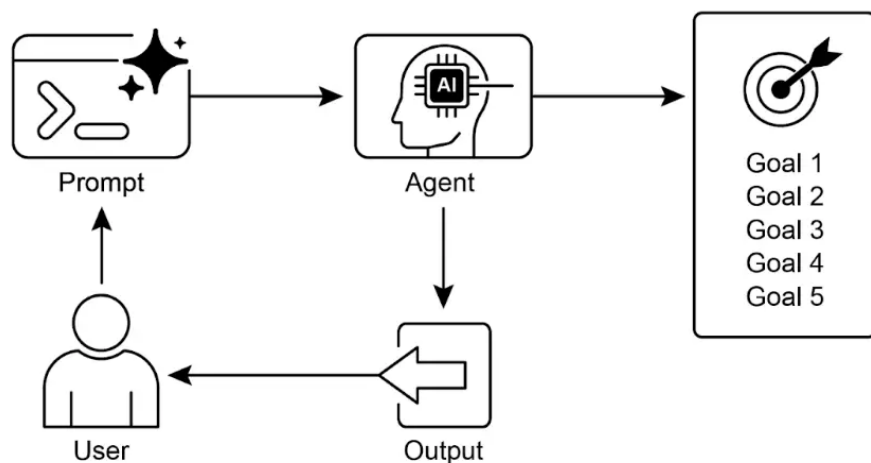 Prompt
AI
Agent
Goal 1
Goal 2
Goal 3
Goal 4
Goal 5
User
Output